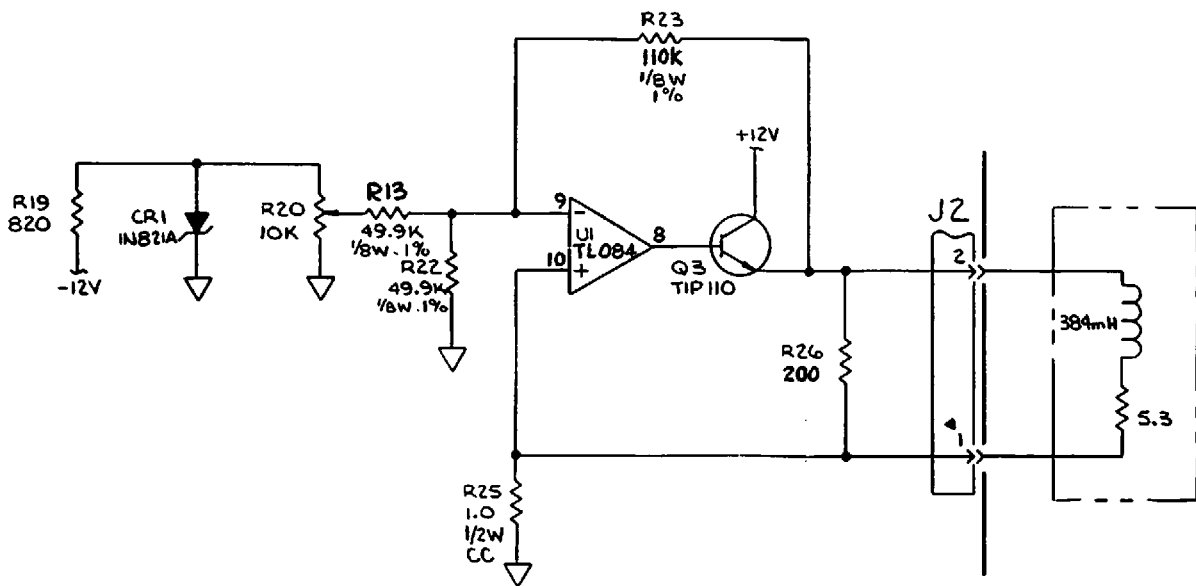 R23
110K
1/8W
1%
+12V
R19
820
-12V
CR1
1N821A
R20
10K
R13
49.9K
1/8W.1%
R22
49.9K
1/8W.1%
9
-
U1
TL084
10
+
8
Q3
TIP110
J2
2
1
R26
200
384mH
5.3
R25
1.0
1/2W
CC